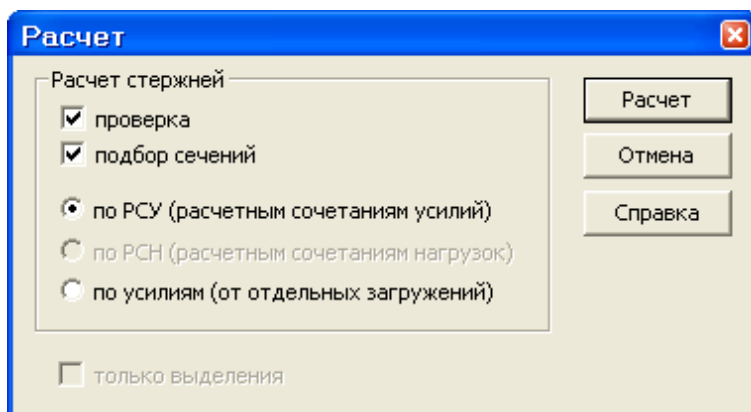 Расчет
Расчет стержней
проверка
подбор сечений
по РСУ (расчетным сочетаниям усилий)
по РСН (расчетным сочетаниям нагрузок)
по усилиям (от отдельных загружений)
только выделения
Расчет
Отмена
Справка